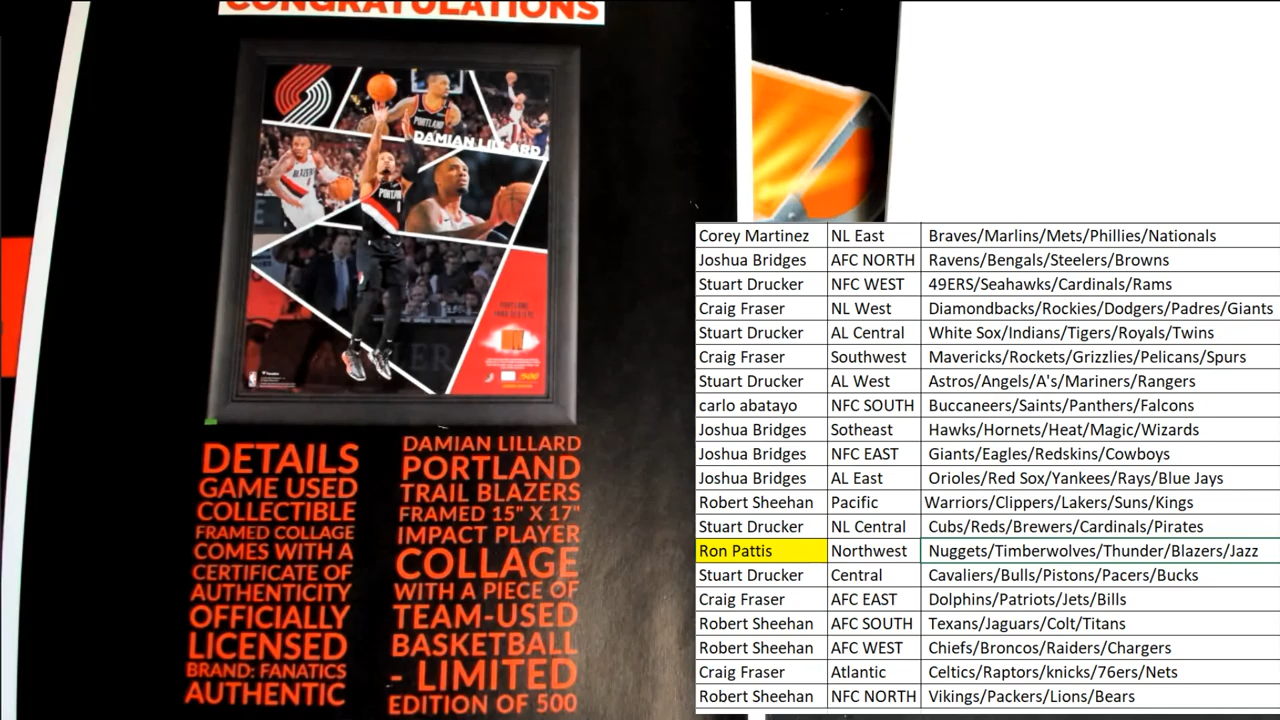 CONGRATULATIONS
DAMIAN LILLARD
DETAILS
GAME USED
COLLECTIBLE
FRAMED COLLAGE
COMES WITH A
CERTIFICATE OF
AUTHENTICITY
OFFICIALLY
LICENSED
BRAND: FANATICS
AUTHENTIC
DAMIAN LILLARD
PORTLAND
TRAIL BLAZERS
FRAMED 15" X 17"
IMPACT PLAYER
COLLAGE
WITH A PIECE OF
TEAM-USED
BASKETBALL
- LIMITED
EDITION OF 500
Corey Martinez NL East Braves/Marlins/Mets/Phillies/Nationals
Joshua Bridges AFC NORTH Ravens/Bengals/Steelers/Browns
Stuart Drucker NFC WEST 49ERS/Seahawks/Cardinals/Rams
Craig Fraser NL West Diamondbacks/Rockies/Dodgers/Padres/Giants
Stuart Drucker AL Central White Sox/Indians/Tigers/Royals/Twins
Craig Fraser Southwest Mavericks/Rockets/Grizzlies/Pelicans/Spurs
Stuart Drucker AL West Astros/Angels/A's/Mariners/Rangers
carlo abatayo NFC SOUTH Buccaneers/Saints/Panthers/Falcons
Joshua Bridges Sotheast Hawks/Hornets/Heat/Magic/Wizards
Joshua Bridges NFC EAST Giants/Eagles/Redskins/Cowboys
Joshua Bridges AL East Orioles/Red Sox/Yankees/Rays/Blue Jays
Robert Sheehan Pacific Warriors/Clippers/Lakers/Suns/Kings
Stuart Drucker NL Central Cubs/Reds/Brewers/Cardinals/Pirates
Ron Pattis Northwest Nuggets/Timberwolves/Thunder/Blazers/Jazz
Stuart Drucker Central Cavaliers/Bulls/Pistons/Pacers/Bucks
Craig Fraser AFC EAST Dolphins/Patriots/Jets/Bills
Robert Sheehan AFC SOUTH Texans/Jaguars/Colt/Titans
Robert Sheehan AFC WEST Chiefs/Broncos/Raiders/Chargers
Craig Fraser Atlantic Celtics/Raptors/knicks/76ers/Nets
Robert Sheehan NFC NORTH Vikings/Packers/Lions/Bears